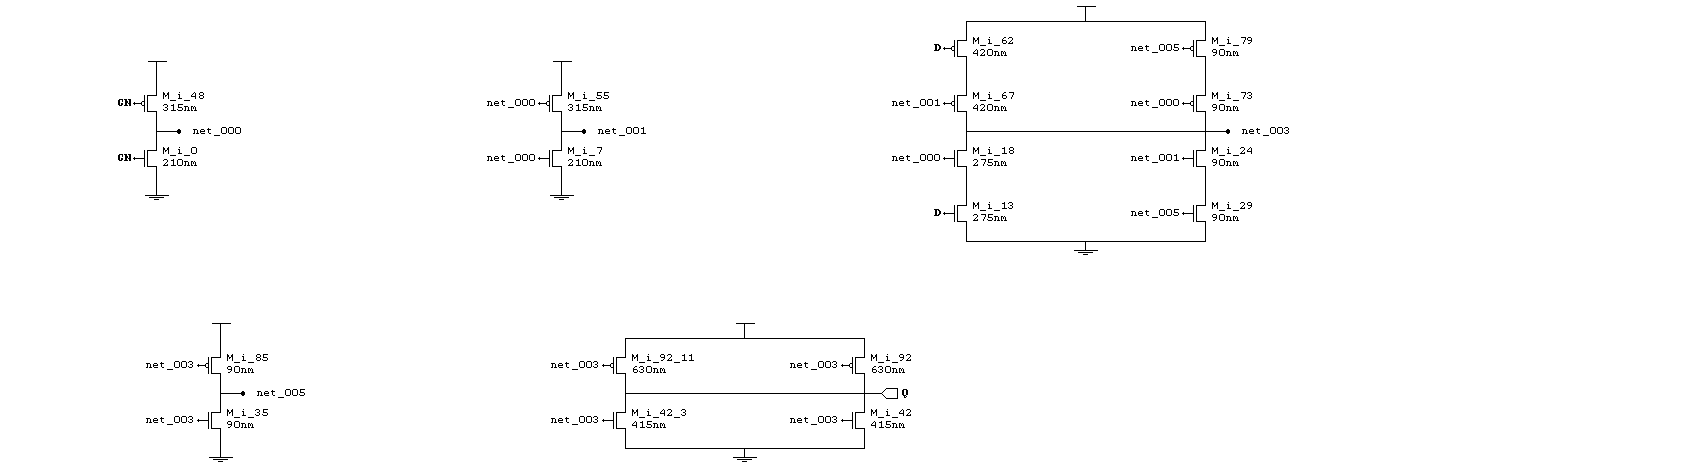 GN
M_i_48
315nm
net_000
GN
M_i_0
210nm
net_000
M_i_55
315nm
net_001
net_000
M_i_7
210nm
D
M_i_62
420nm
net_005
M_i_79
90nm
net_001
M_i_67
420nm
net_000
M_i_73
90nm
net_003
net_000
M_i_18
275nm
net_001
M_i_24
90nm
D
M_i_13
275nm
net_005
M_i_29
90nm
net_003
M_i_85
90nm
net_005
net_003
M_i_35
90nm
net_003
M_i_92_11
630nm
net_003
M_i_92
630nm
Q
net_003
M_i_42_3
415nm
net_003
M_i_42
415nm